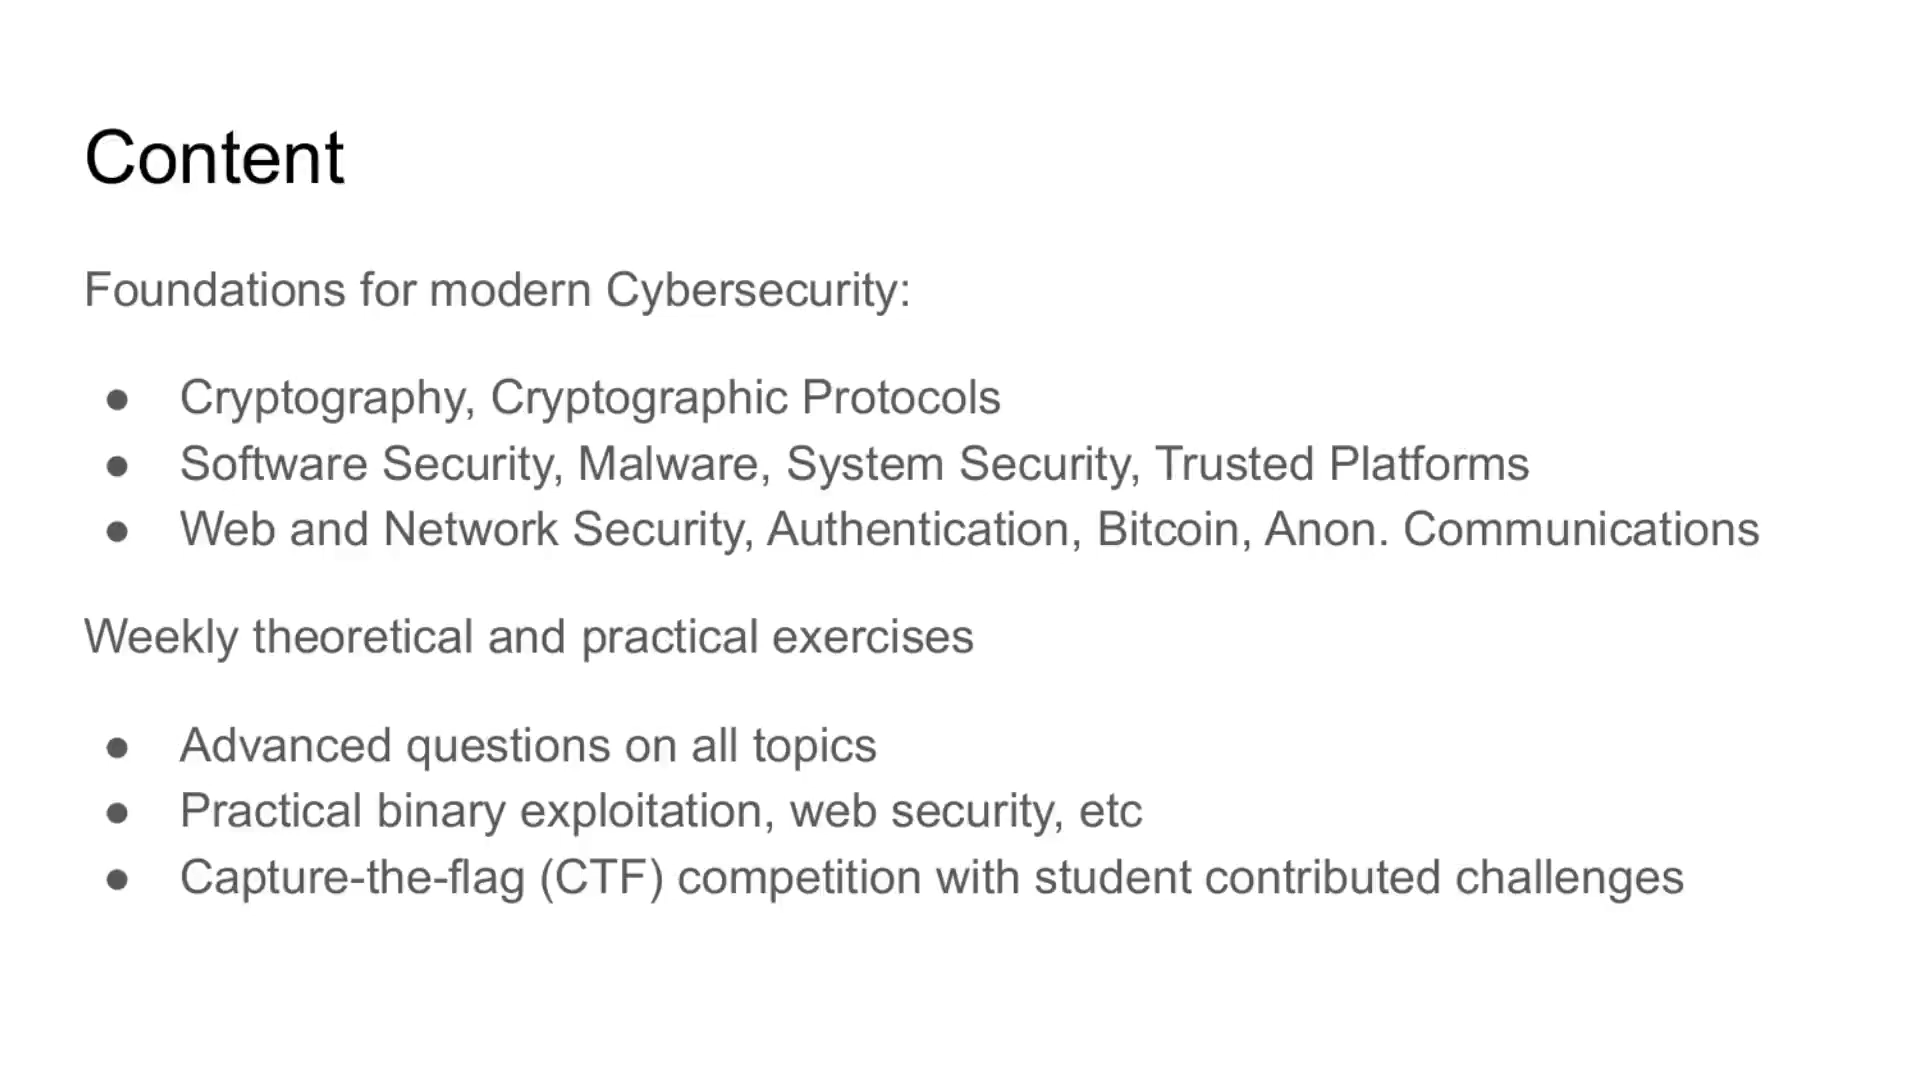 Content
Foundations for modern Cybersecurity:
● Cryptography, Cryptographic Protocols
● Software Security, Malware, System Security, Trusted Platforms
● Web and Network Security, Authentication, Bitcoin, Anon. Communications
Weekly theoretical and practical exercises
● Advanced questions on all topics
● Practical binary exploitation, web security, etc
● Capture-the-flag (CTF) competition with student contributed challenges